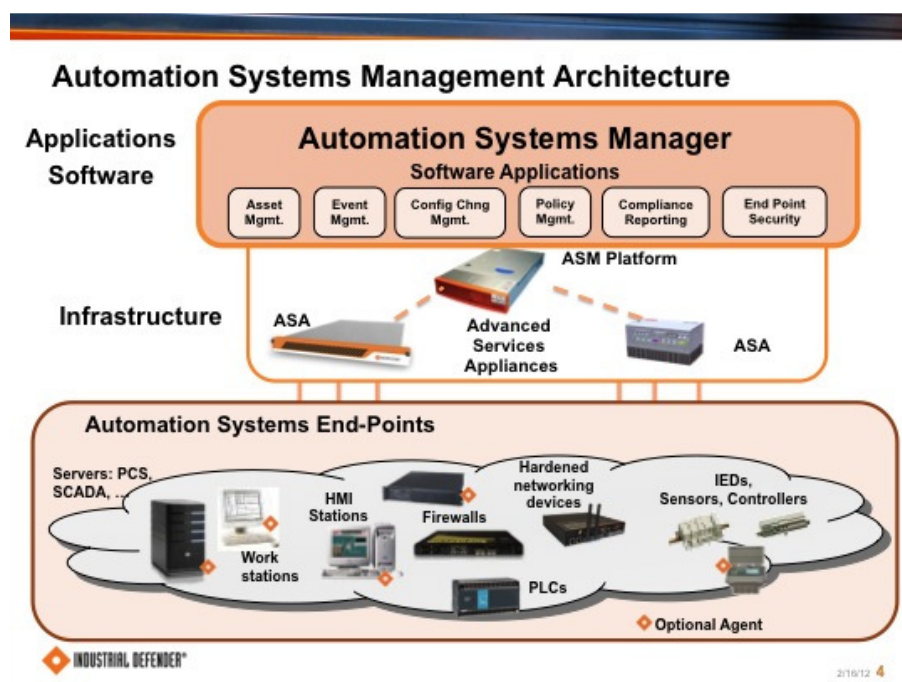 Automation Systems Management Architecture
Applications
Software
Automation Systems Manager
Software Applications
Asset
Mgmt.
Event
Mgmt.
Config Chng
Mgmt.
Policy
Mgmt.
Compliance
Reporting
End Point
Security
Infrastructure
ASM Platform
ASA
Advanced
Services
Appliances
ASA
Automation Systems End-Points
Servers: PCS,
SCADA, ...
Work
stations
HMI
Stations
Firewalls
Hardened
networking
devices
PLCs
IEDs,
Sensors, Controllers
Optional Agent
INDUSTRIAL DEFENDER®
2/16/12 4